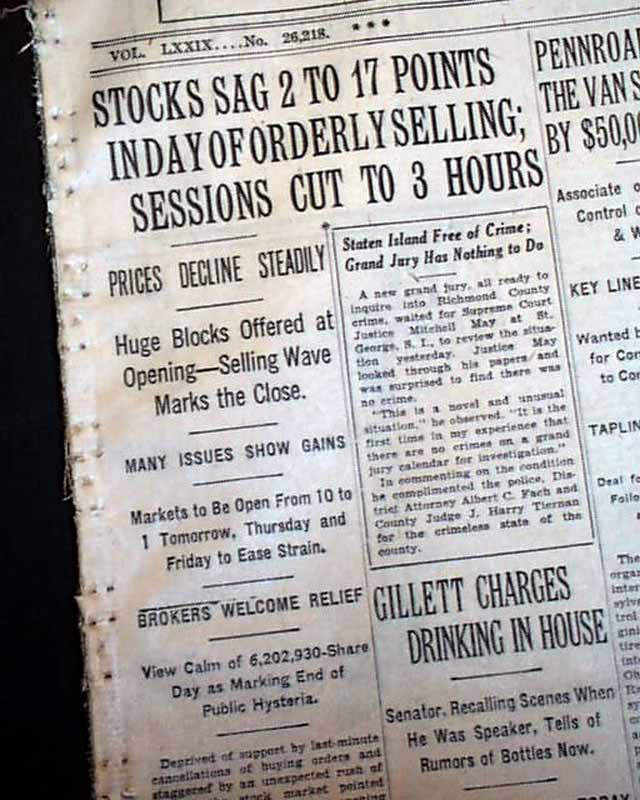 VOL. LXXIX....No. 26,218.
* * *
STOCKS SAG 2 TO 17 POINTS
IN DAY OF ORDERLY SELLING;
SESSIONS CUT TO 3 HOURS
PRICES DECLINE STEADILY
Huge Blocks Offered at
Opening—Selling Wave
Marks the Close.
MANY ISSUES SHOW GAINS
Markets to Be Open From 10 to
1 Tomorrow, Thursday and
Friday to Ease Strain.
BROKERS WELCOME RELIEF
View Calm of 6,202,930-Share
Day as Marking End of
Public Hysteria.
Deprived of support by last-minute
cancellations of buying orders and
staggered by an unexpected rush of
stock market pointed
Staten Island Free of Crime;
Grand Jury Has Nothing to Do
A new grand jury, all ready to
inquire into Richmond County
crime, waited for Supreme Court
Justice Mitchell May at St.
George, S. I., to review the situa-
tion yesterday. Justice May
looked through his papers and
was surprised to find there was
no crime.
"This is a novel and unusual
situation," he observed. "It is the
first time in my experience that
there are no crimes on a grand
jury calendar for investigation."
In commenting on the condition
he complimented the police, Dis-
trict Attorney Albert C. Fach and
County Judge J. Harry Tiernan
for the crimeless state of the
county.
GILLETT CHARGES
DRINKING IN HOUSE
Senator, Recalling Scenes When
He Was Speaker, Tells of
Rumors of Bottles Now.
PENNROA
THE VAN S
BY $50,00
Associate o
Control o
& W
KEY LINE
Wanted b
for Con
to Con
TAPLIN
Deal fo
Follo
The